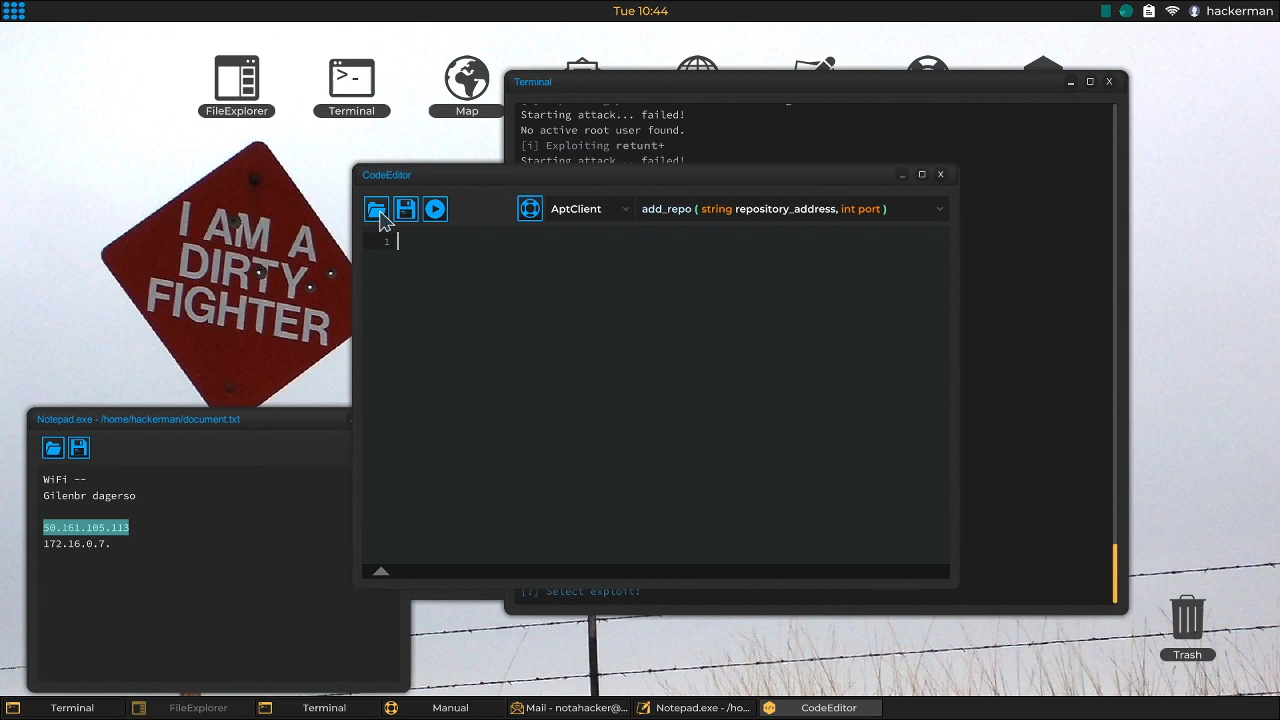 Tue 10:44
hackerman
FileExplorer
Terminal
Map
Terminal
Starting attack... failed!
No active root user found.
[i] Exploiting retunt+
Starting attack... failed!
CodeEditor
AptClient
add_repo ( string repository_address, int port )
1
I AM A
DIRTY
FIGHTER
Notepad.exe - /home/hackerman/document.txt
WiFi --
Gilenbr dagerso
50.161.105.113
172.16.0.7.
[?] Select exploit:
Trash
Terminal
FileExplorer
Terminal
Manual
Mail - notahacker@...
Notepad.exe - /ho...
CodeEditor